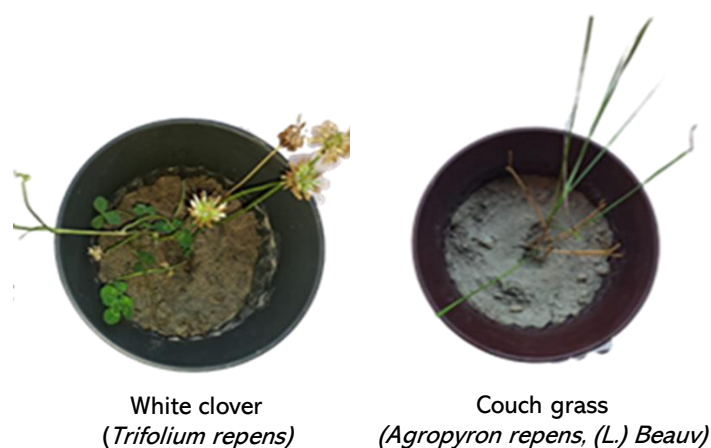 White clover
(Trifolium repens)
Couch grass
(Agropyron repens, (L.) Beauv)